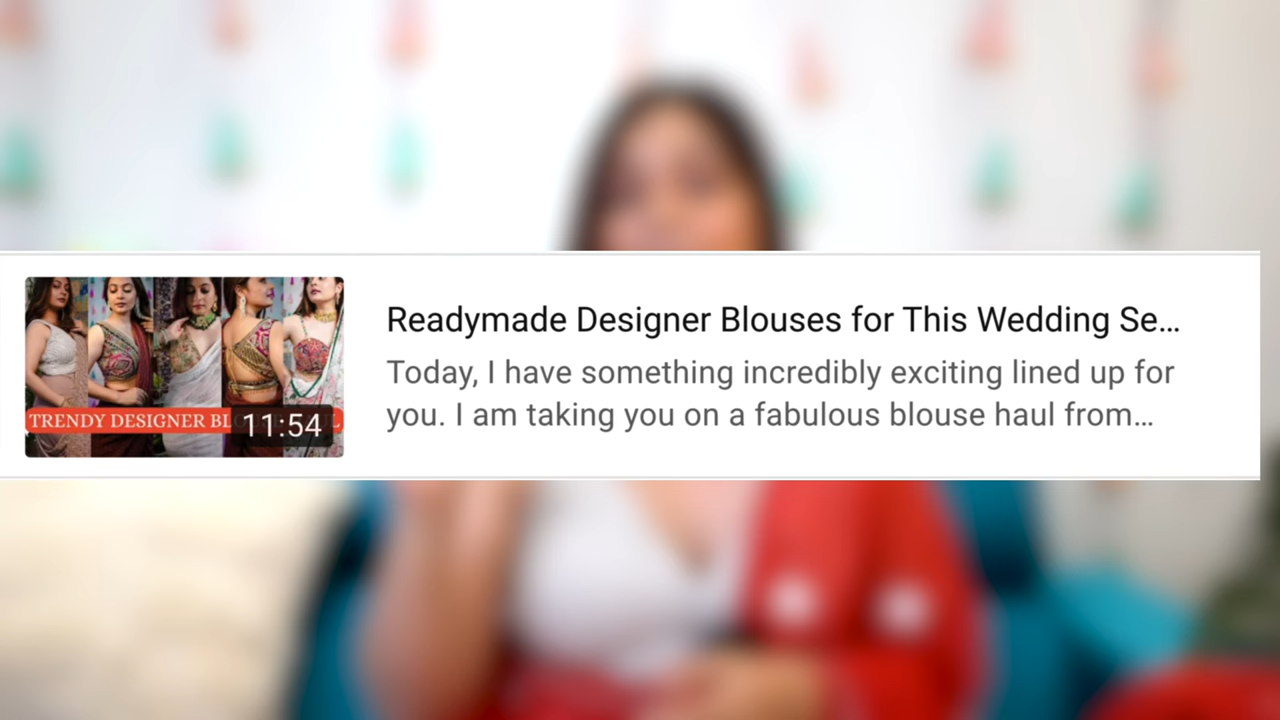 Readymade Designer Blouses for This Wedding Se...
Today, I have something incredibly exciting lined up for
you. I am taking you on a fabulous blouse haul from...
TRENDY DESIGNER BL
11:54